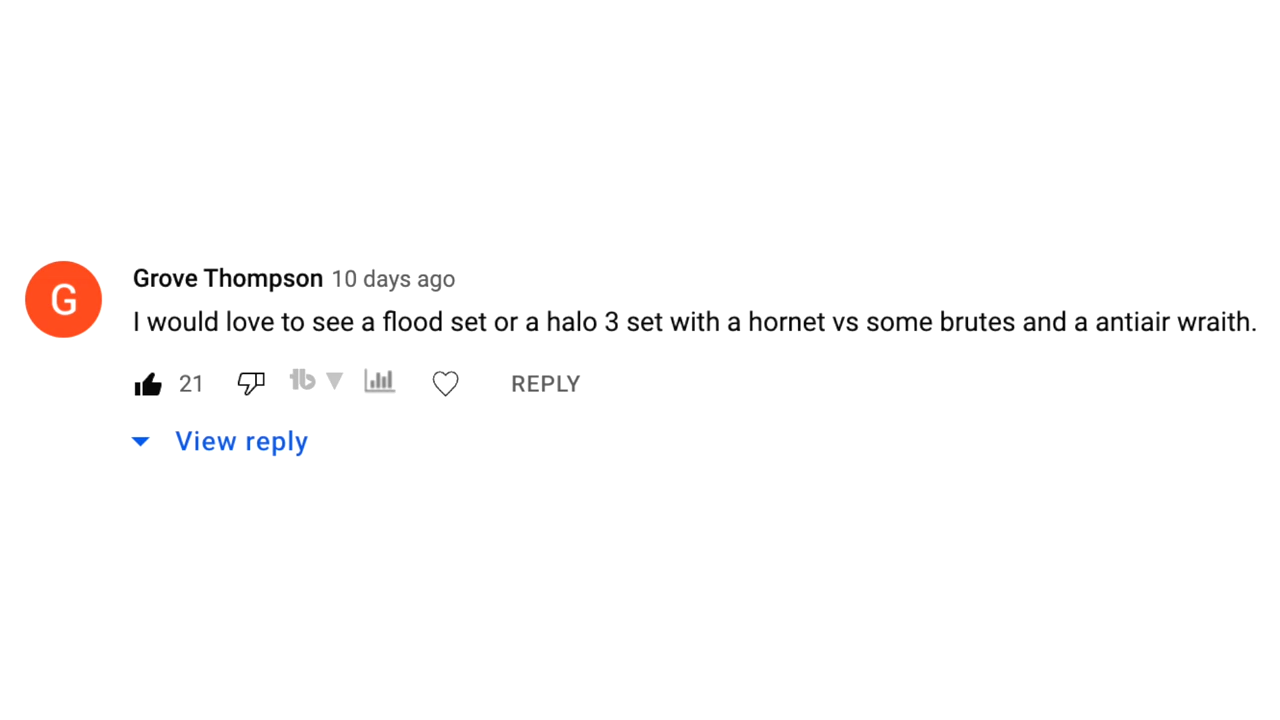 G
Grove Thompson 10 days ago
I would love to see a flood set or a halo 3 set with a hornet vs some brutes and a antiair wraith.
21 tb REPLY
View reply